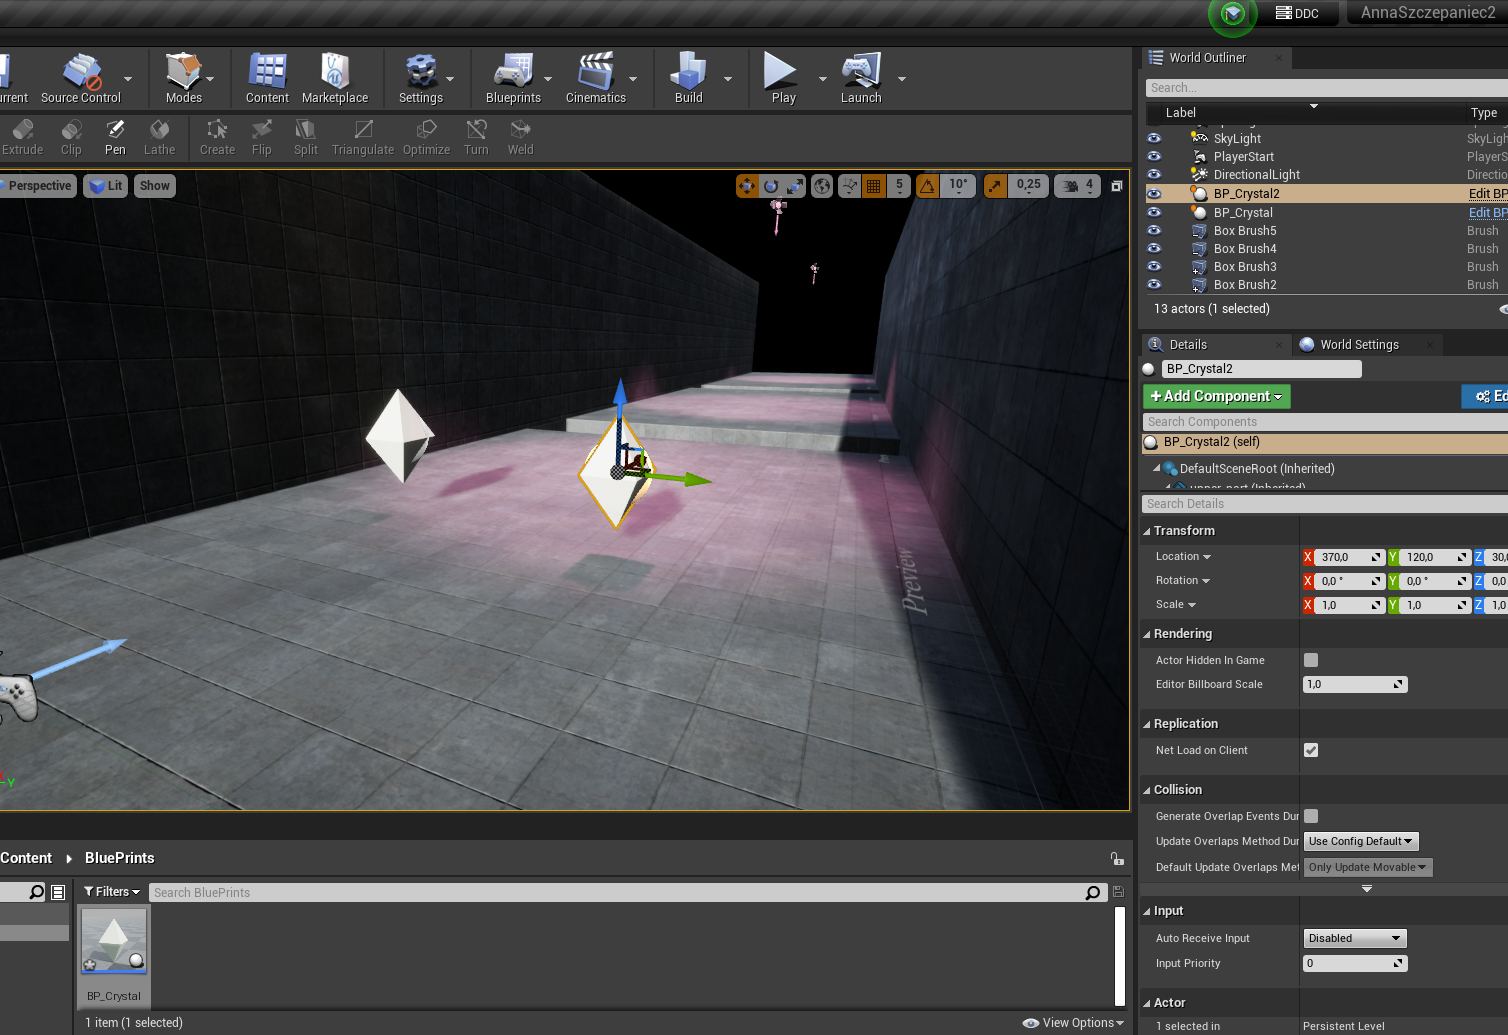 DDC
AnnaSzczepaniec2
urrent
Source Control
Modes
Content
Marketplace
Settings
Blueprints
Cinematics
Build
Play
Launch
Extrude
Clip
Pen
Lathe
Create
Flip
Split
Triangulate
Optimize
Turn
Weld
Perspective
Lit
Show
5
10°
0,25
4
Preview
X
Y
World Outliner
Search...
Label
Type
SkyLight
SkyLigh
PlayerStart
PlayerS
DirectionalLight
Directio
BP_Crystal2
Edit BP
BP_Crystal
Edit BP
Box Brush5
Brush
Box Brush4
Brush
Box Brush3
Brush
Box Brush2
Brush
13 actors (1 selected)
Details
World Settings
BP_Crystal2
+Add Component
Ed
Search Components
BP_Crystal2 (self)
DefaultSceneRoot (Inherited)
upper_part (Inherited)
Search Details
Transform
Location
X 370,0
Y 120,0
Z 30,
Rotation
X 0,0 °
Y 0,0 °
Z 0,0
Scale
X 1,0
Y 1,0
Z 1,0
Rendering
Actor Hidden In Game
Editor Billboard Scale
1,0
Replication
Net Load on Client
Collision
Generate Overlap Events Dur
Update Overlaps Method Dur
Use Config Default
Default Update Overlaps Met
Only Update Movable
Input
Auto Receive Input
Disabled
Input Priority
0
Actor
1 selected in
Persistent Level
Content
BluePrints
Filters
Search BluePrints
BP_Crystal
1 item (1 selected)
View Options